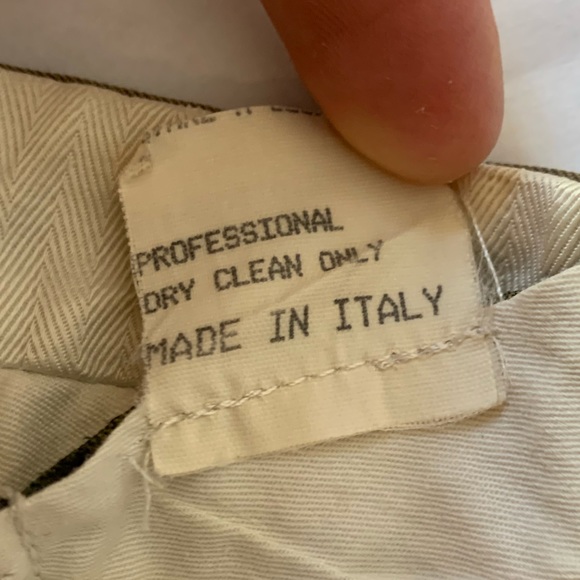 PROFESSIONAL
DRY CLEAN ONLY
MADE IN ITALY